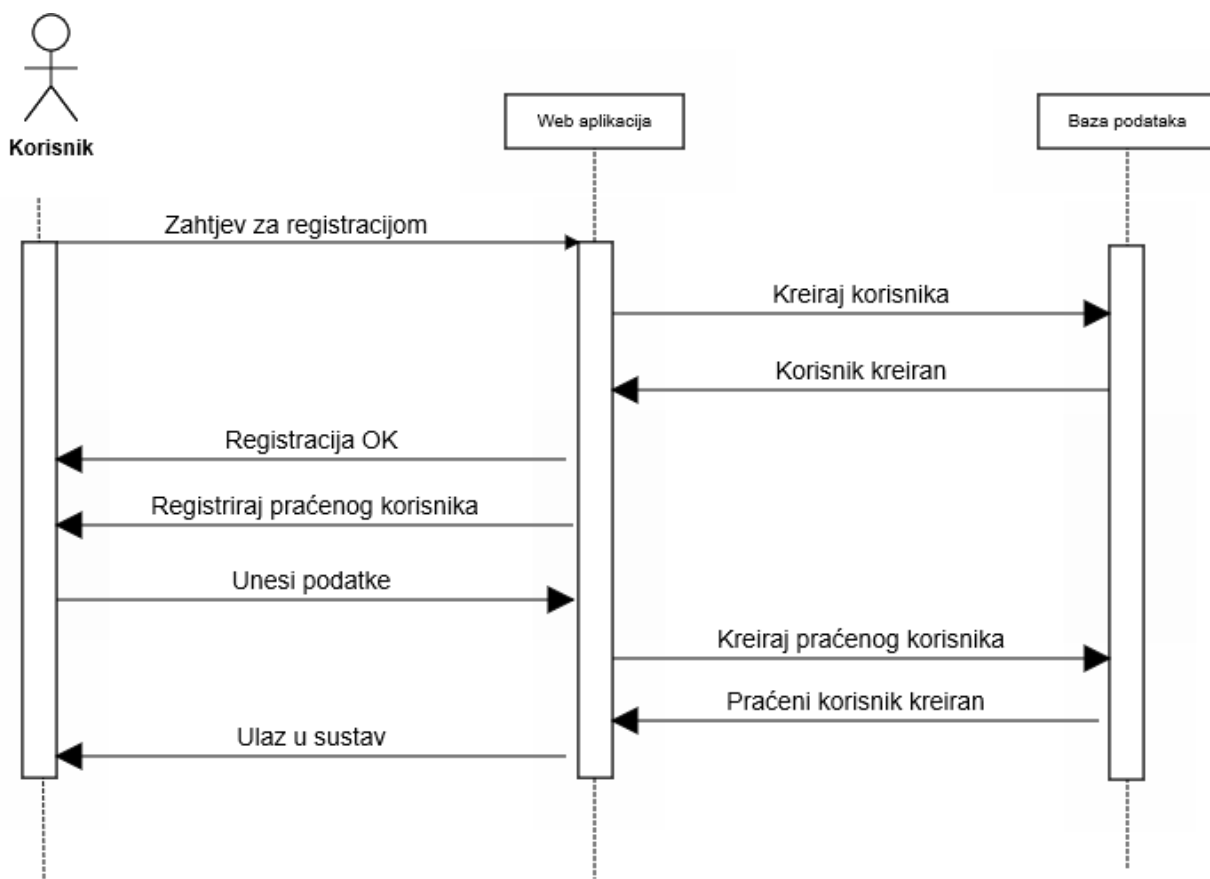 Korisnik
Web aplikacija
Baza podataka
Zahtjev za registracijom
Kreiraj korisnika
Korisnik kreiran
Registracija OK
Registriraj praćenog korisnika
Unesi podatke
Kreiraj praćenog korisnika
Praćeni korisnik kreiran
Ulaz u sustav